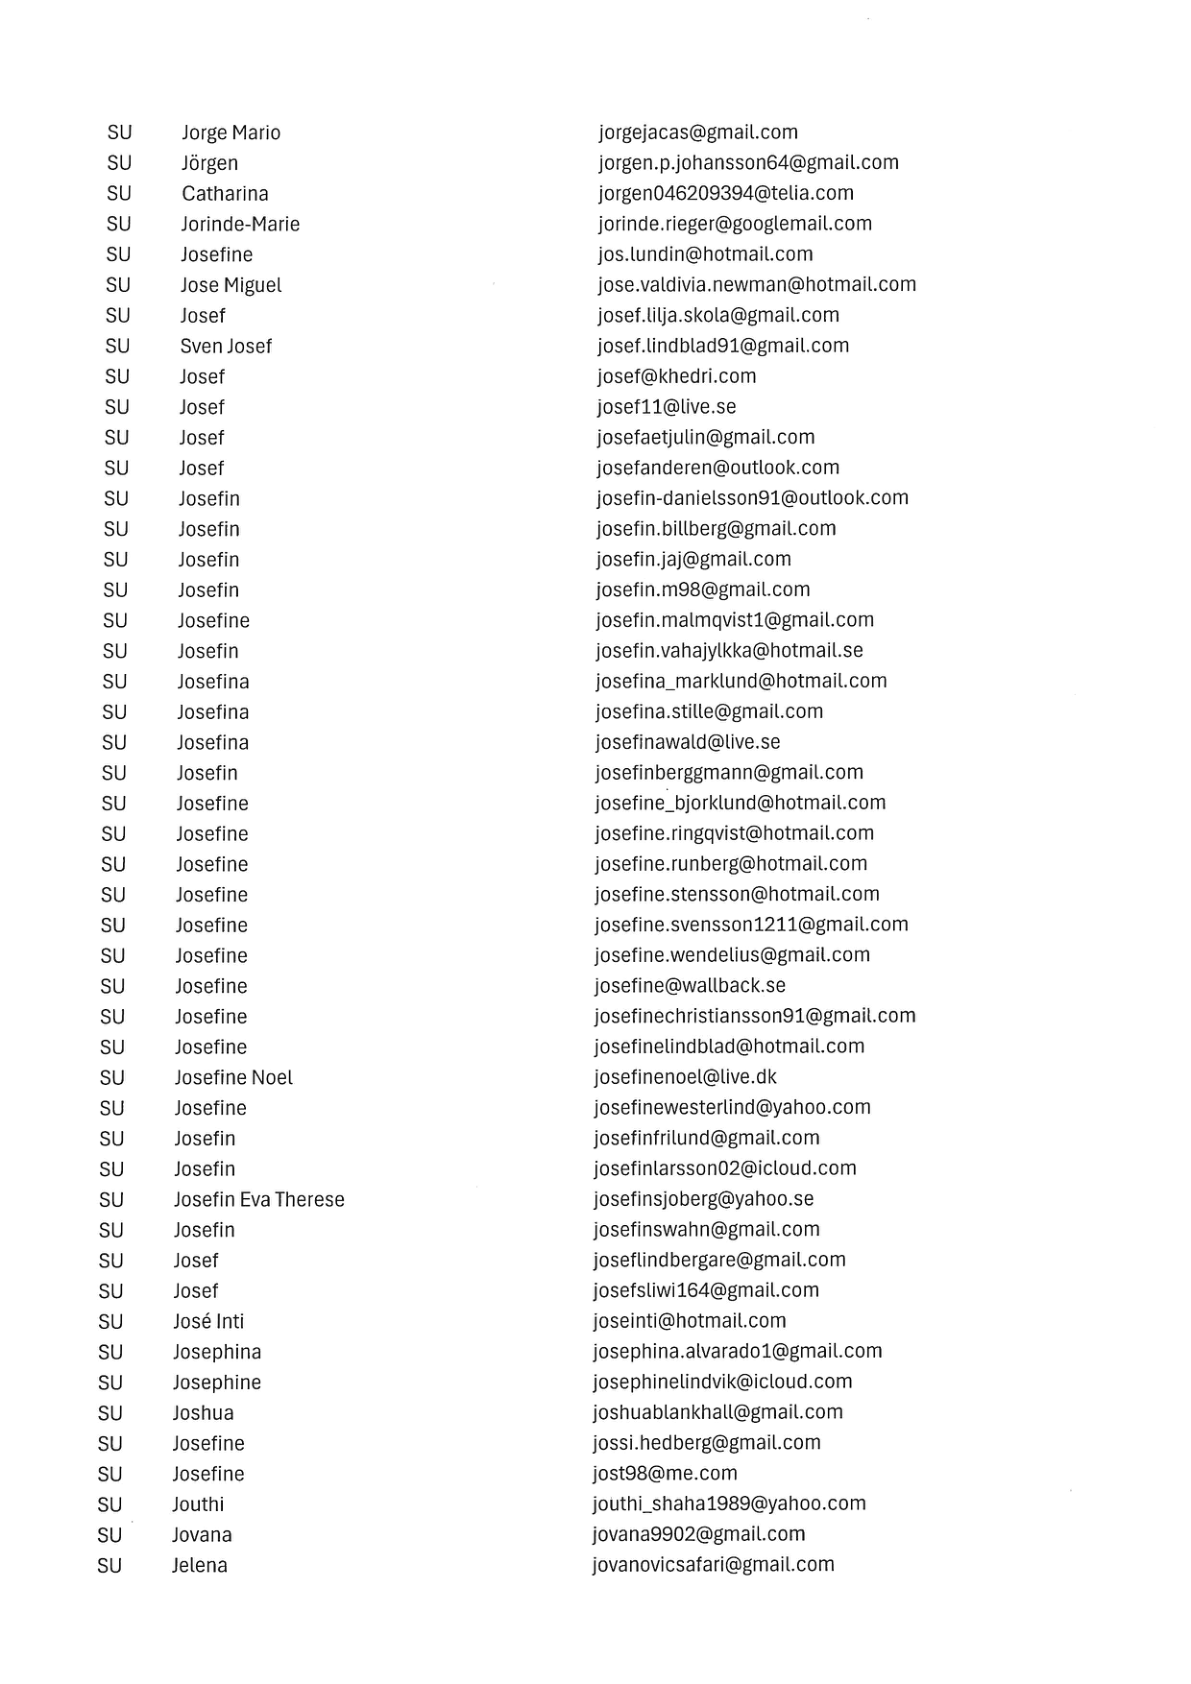 SU Jorge Mario jorgejacas@gmail.com
SU Jörgen jorgen.p.johansson64@gmail.com
SU Catharina jorgen046209394@telia.com
SU Jorinde-Marie jorinde.rieger@googlemail.com
SU Josefine jos.lundin@hotmail.com
SU Jose Miguel jose.valdivia.newman@hotmail.com
SU Josef josef.lilja.skola@gmail.com
SU Sven Josef josef.lindblad91@gmail.com
SU Josef josef@khedri.com
SU Josef josef11@live.se
SU Josef josefaetjulin@gmail.com
SU Josef josefanderen@outlook.com
SU Josefin josefin-danielsson91@outlook.com
SU Josefin josefin.billberg@gmail.com
SU Josefin josefin.jaj@gmail.com
SU Josefin josefin.m98@gmail.com
SU Josefine josefin.malmqvist1@gmail.com
SU Josefin josefin.vahajylkka@hotmail.se
SU Josefina josefina_marklund@hotmail.com
SU Josefina josefina.stille@gmail.com
SU Josefina josefinawald@live.se
SU Josefin josefinberggmann@gmail.com
SU Josefine josefine_bjorklund@hotmail.com
SU Josefine josefine.ringqvist@hotmail.com
SU Josefine josefine.runberg@hotmail.com
SU Josefine josefine.stensson@hotmail.com
SU Josefine josefine.svensson1211@gmail.com
SU Josefine josefine.wendelius@gmail.com
SU Josefine josefine@wallback.se
SU Josefine josefinechristiansson91@gmail.com
SU Josefine josefinelindblad@hotmail.com
SU Josefine Noel josefinenoel@live.dk
SU Josefine josefinewesterlind@yahoo.com
SU Josefin josefinfrilund@gmail.com
SU Josefin josefinlarsson02@icloud.com
SU Josefin Eva Therese josefinsjoberg@yahoo.se
SU Josefin josefinswahn@gmail.com
SU Josef joseflindbergare@gmail.com
SU Josef josefsliwi164@gmail.com
SU José Inti joseinti@hotmail.com
SU Josephina josephina.alvarado1@gmail.com
SU Josephine josephinelindvik@icloud.com
SU Joshua joshuablankhall@gmail.com
SU Josefine jossi.hedberg@gmail.com
SU Josefine jost98@me.com
SU Jouthi jouthi_shaha1989@yahoo.com
SU Jovana jovana9902@gmail.com
SU Jelena jovanovicsafari@gmail.com